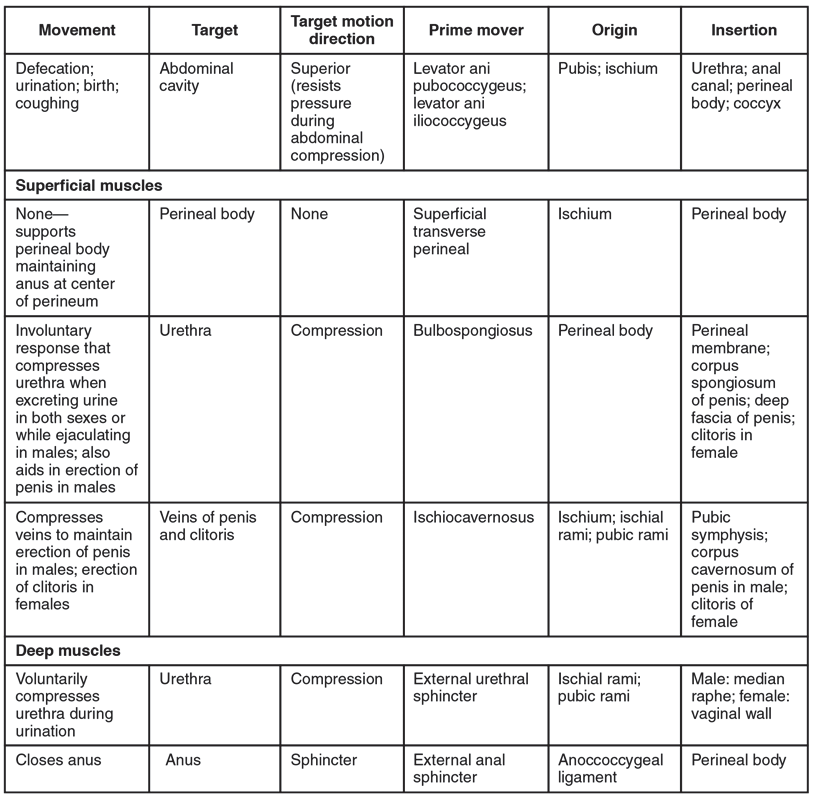 Movement
Target
Target motion
direction
Prime mover
Origin
Insertion
Defecation;
urination; birth;
coughing
Abdominal
cavity
Superior
(resists
pressure
during
abdominal
compression)
Levator ani
pubococcygeus;
levator ani
iliococcygeus
Pubis; ischium
Urethra; anal
canal; perineal
body; coccyx
Superficial muscles
None—
supports
perineal body
maintaining
anus at center
of perineum
Perineal body
None
Superficial
transverse
perineal
Ischium
Perineal body
Involuntary
response that
compresses
urethra when
excreting urine
in both sexes or
while ejaculating
in males; also
aids in erection of
penis in males
Urethra
Compression
Bulbospongiosus
Perineal body
Perineal
membrane;
corpus
spongiosum
of penis; deep
fascia of penis;
clitoris in
female
Compresses
veins to maintain
erection of penis
in males; erection
of clitoris in
females
Veins of penis
and clitoris
Compression
Ischiocavernosus
Ischium; ischial
rami; pubic rami
Pubic
symphysis;
corpus
cavernosum of
penis in male;
clitoris of
female
Deep muscles
Voluntarily
compresses
urethra during
urination
Urethra
Compression
External urethral
sphincter
Ischial rami;
pubic rami
Male: median
raphe; female:
vaginal wall
Closes anus
Anus
Sphincter
External anal
sphincter
Anoccoccygeal
ligament
Perineal body